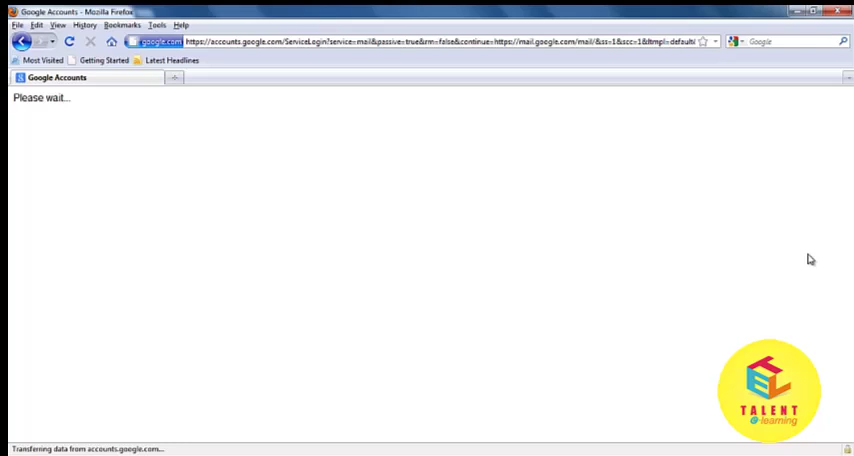 Google Accounts - Mozilla Firefox
File Edit View History Bookmarks Tools Help
google.com https://accounts.google.com/ServiceLogin?service=mail&passive=true&rm=false&continue=https://mail.google.com/mail/&ss=1&scc=1&ltmpl=default/ Google
Most Visited Getting Started Latest Headlines
Google Accounts
Please wait...
TEL
TALENT
e-learning
Transferring data from accounts.google.com...